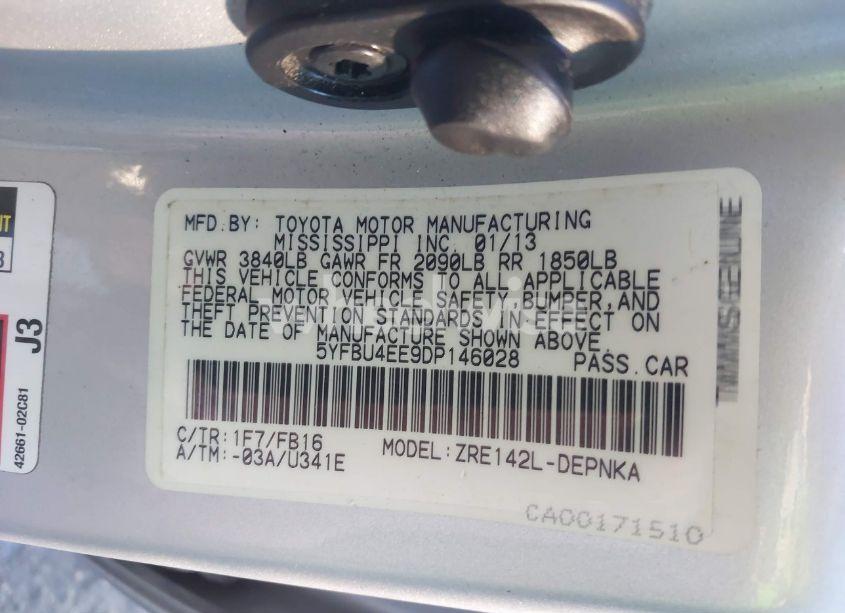 MFD.BY: TOYOTA MOTOR MANUFACTURING
MISSISSIPPI INC. 01/13
GVWR 3840LB GAWR FR 2090LB RR 1850LB
THIS VEHICLE CONFORMS TO ALL APPLICABLE
FEDERAL MOTOR VEHICLE SAFETY,BUMPER,AND
THEFT PREVENTION STANDARDS IN EFFECT ON
THE DATE OF MANUFACTURE SHOWN ABOVE.
5YFBU4EE9DP146028 PASS.CAR
C/TR:1F7/FB16
A/TM:-03A/U341E MODEL:ZRE142L-DEPNKA
CA00171510
J3
42661-02C81